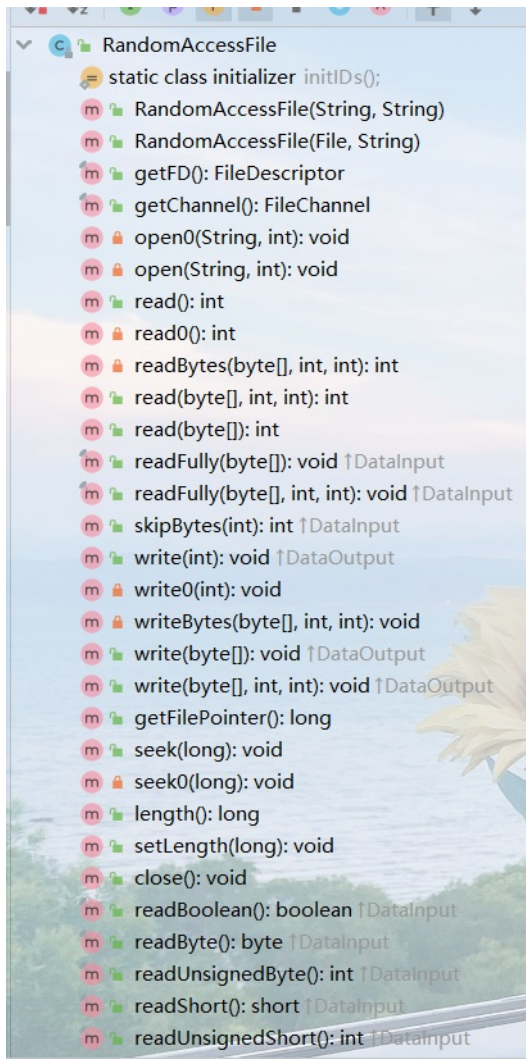 RandomAccessFile
static class initializer initIDs();
RandomAccessFile(String, String)
RandomAccessFile(File, String)
getFD(): FileDescriptor
getChannel(): FileChannel
open0(String, int): void
open(String, int): void
read(): int
read0(): int
readBytes(byte[], int, int): int
read(byte[], int, int): int
read(byte[]): int
readFully(byte[]): void ↑DataInput
readFully(byte[], int, int): void ↑DataInput
skipBytes(int): int ↑DataInput
write(int): void ↑DataOutput
write0(int): void
writeBytes(byte[], int, int): void
write(byte[]): void ↑DataOutput
write(byte[], int, int): void ↑DataOutput
getFilePointer(): long
seek(long): void
seek0(long): void
length(): long
setLength(long): void
close(): void
readBoolean(): boolean ↑DataInput
readByte(): byte ↑DataInput
readUnsignedByte(): int ↑DataInput
readShort(): short ↑DataInput
readUnsignedShort(): int ↑DataInput